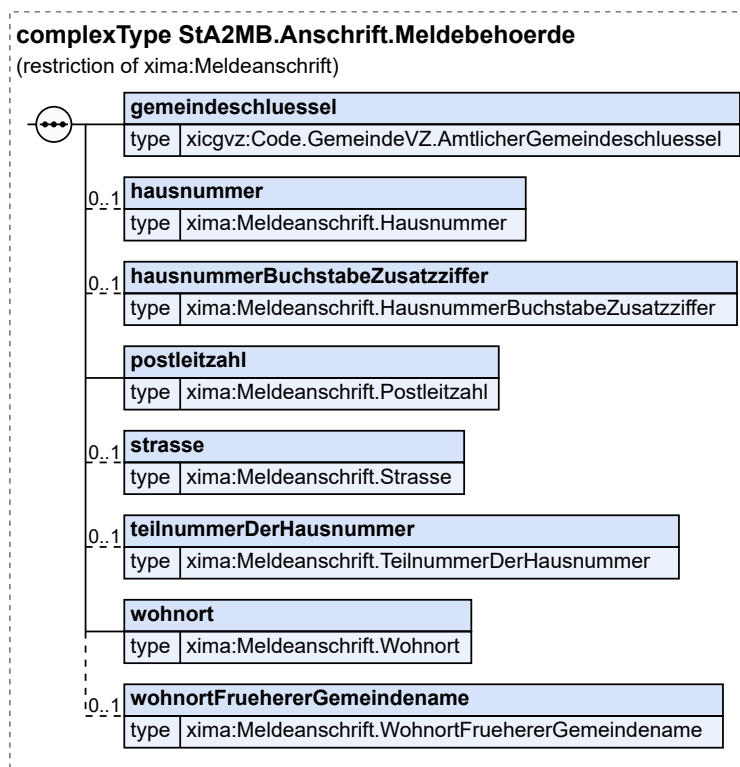 complexType StA2MB.Anschrift.Meldebehoerde
(restriction of xima:Meldeanschrift)
gemeindeschluessel
type xicgvz:Code.GemeindeVZ.AmtlicherGemeindeschluessel
0..1 hausnummer
type xima:Meldeanschrift.Hausnummer
0..1 hausnummerBuchstabeZusatzziffer
type xima:Meldeanschrift.HausnummerBuchstabeZusatzziffer
postleitzahl
type xima:Meldeanschrift.Postleitzahl
0..1 strasse
type xima:Meldeanschrift.Strasse
0..1 teilnummerDerHausnummer
type xima:Meldeanschrift.TeilnummerDerHausnummer
wohnort
type xima:Meldeanschrift.Wohnort
0..1 wohnortFruehererGemeindename
type xima:Meldeanschrift.WohnortFruehererGemeindename